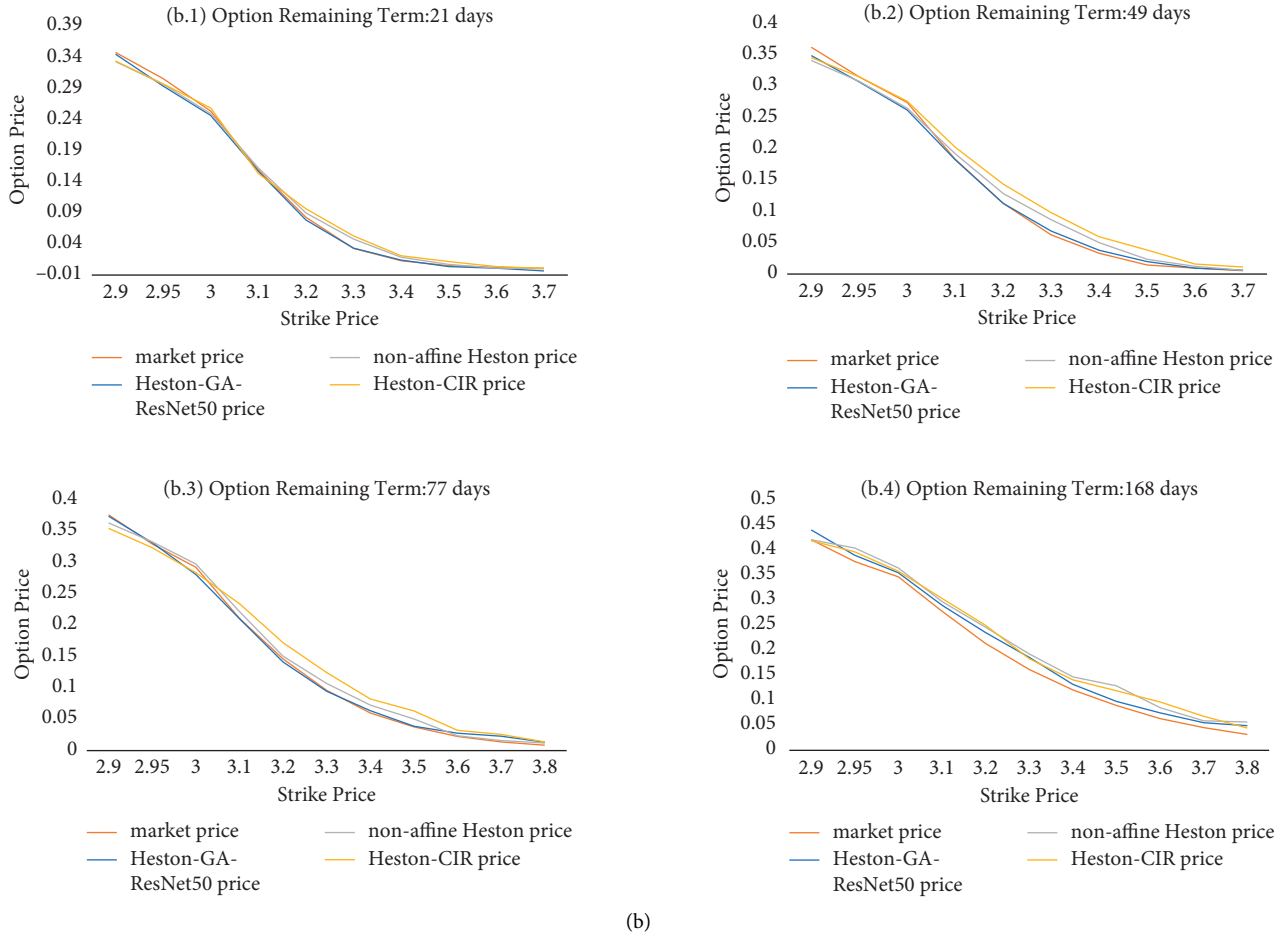 (b.1) Option Remaining Term:21 days
Option Price
0.39
0.34
0.29
0.24
0.19
0.14
0.09
0.04
–0.01
2.9 2.95 3 3.1 3.2 3.3 3.4 3.5 3.6 3.7
Strike Price
market price
non-affine Heston price
Heston-GA-
ResNet50 price
Heston-CIR price
(b.2) Option Remaining Term:49 days
Option Price
0.4
0.35
0.3
0.25
0.2
0.15
0.1
0.05
0
2.9 2.95 3 3.1 3.2 3.3 3.4 3.5 3.6 3.7
Strike Price
market price
non-affine Heston price
Heston-GA-
ResNet50 price
Heston-CIR price
(b.3) Option Remaining Term:77 days
Option Price
0.4
0.35
0.3
0.25
0.2
0.15
0.1
0.05
0
2.9 2.95 3 3.1 3.2 3.3 3.4 3.5 3.6 3.7 3.8
Strike Price
market price
non-affine Heston price
Heston-GA-
ResNet50 price
Heston-CIR price
(b.4) Option Remaining Term:168 days
Option Price
0.5
0.45
0.4
0.35
0.3
0.25
0.2
0.15
0.1
0.05
0
2.9 2.95 3 3.1 3.2 3.3 3.4 3.5 3.6 3.7 3.8
Strike Price
market price
non-affine Heston price
Heston-GA-
ResNet50 price
Heston-CIR price
(b)